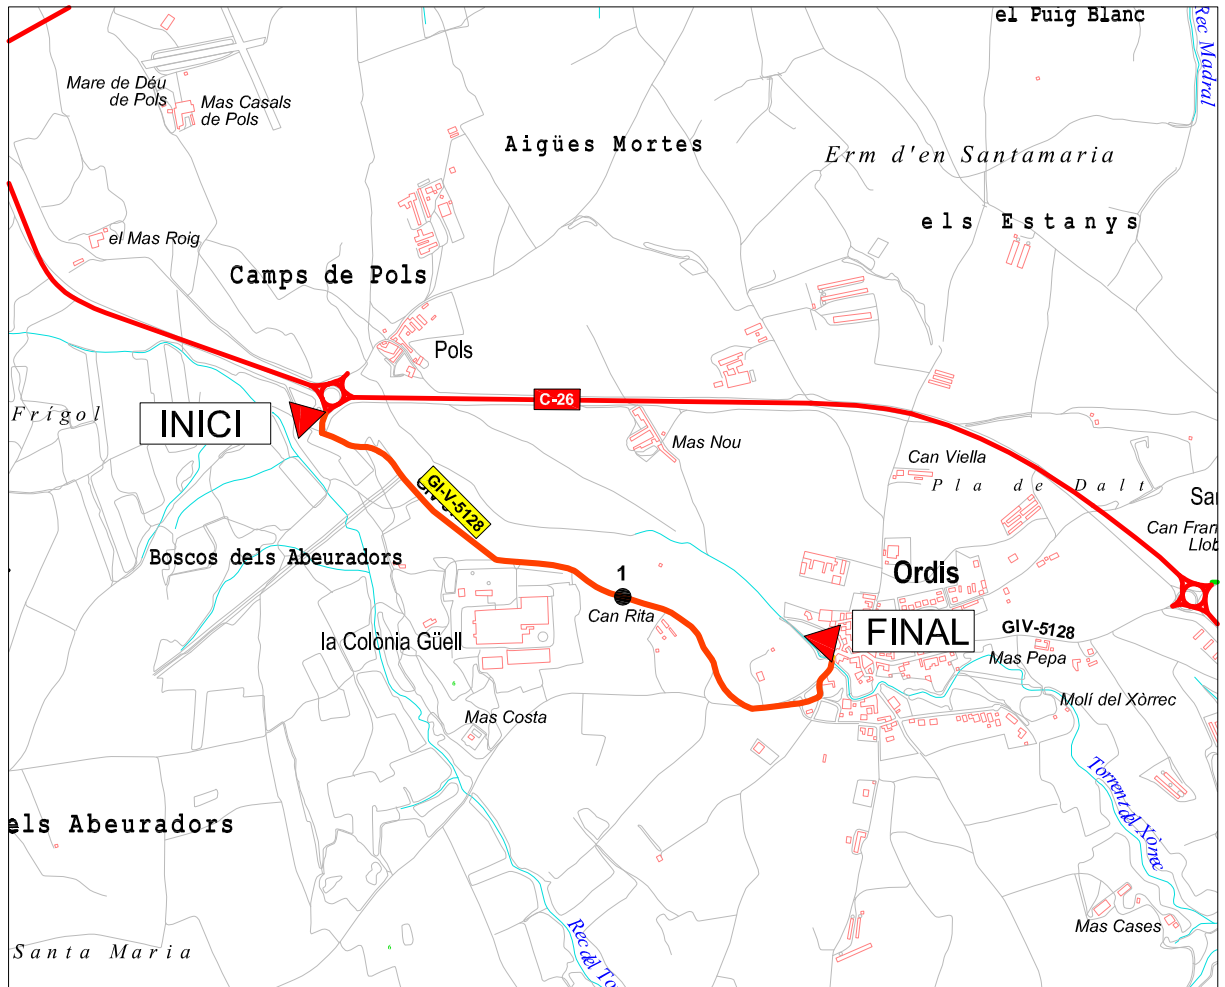 el Puig Blanc
Rec Madral
Mare de Déu
de Pols
Mas Casals
de Pols
Aigües Mortes
Erm d'en Santamaria
els Estanys
el Mas Roig
Camps de Pols
Pols
C-26
Frígol
INICI
Mas Nou
Can Viella
Pla de Dalt
GI-V-5128
Boscos dels Abeuradors
1
Can Rita
Ordis
FINAL
GIV-5128
Mas Pepa
la Colònia Güell
Molí del Xòrrec
Mas Costa
Torrent del Xòrrec
els Abeuradors
Mas Cases
Santa Maria
Rec del To
Can Fran